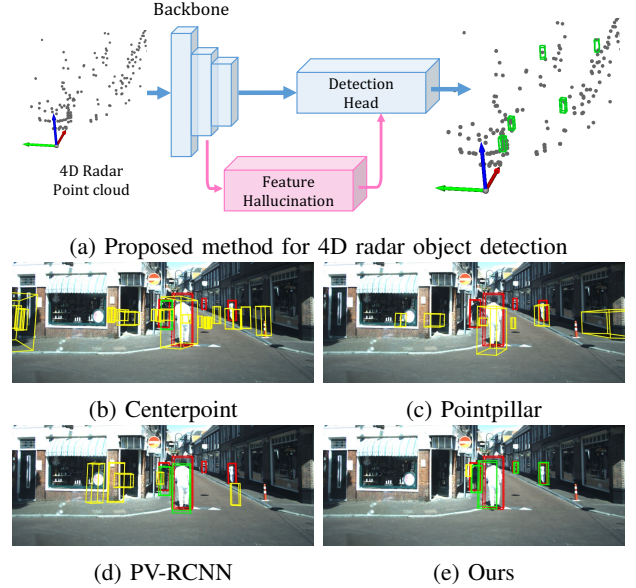 Backbone
Detection
Head
4D Radar
Point cloud
Feature
Hallucination
(a) Proposed method for 4D radar object detection
(b) Centerpoint
(c) Pointpillar
(d) PV-RCNN
(e) Ours